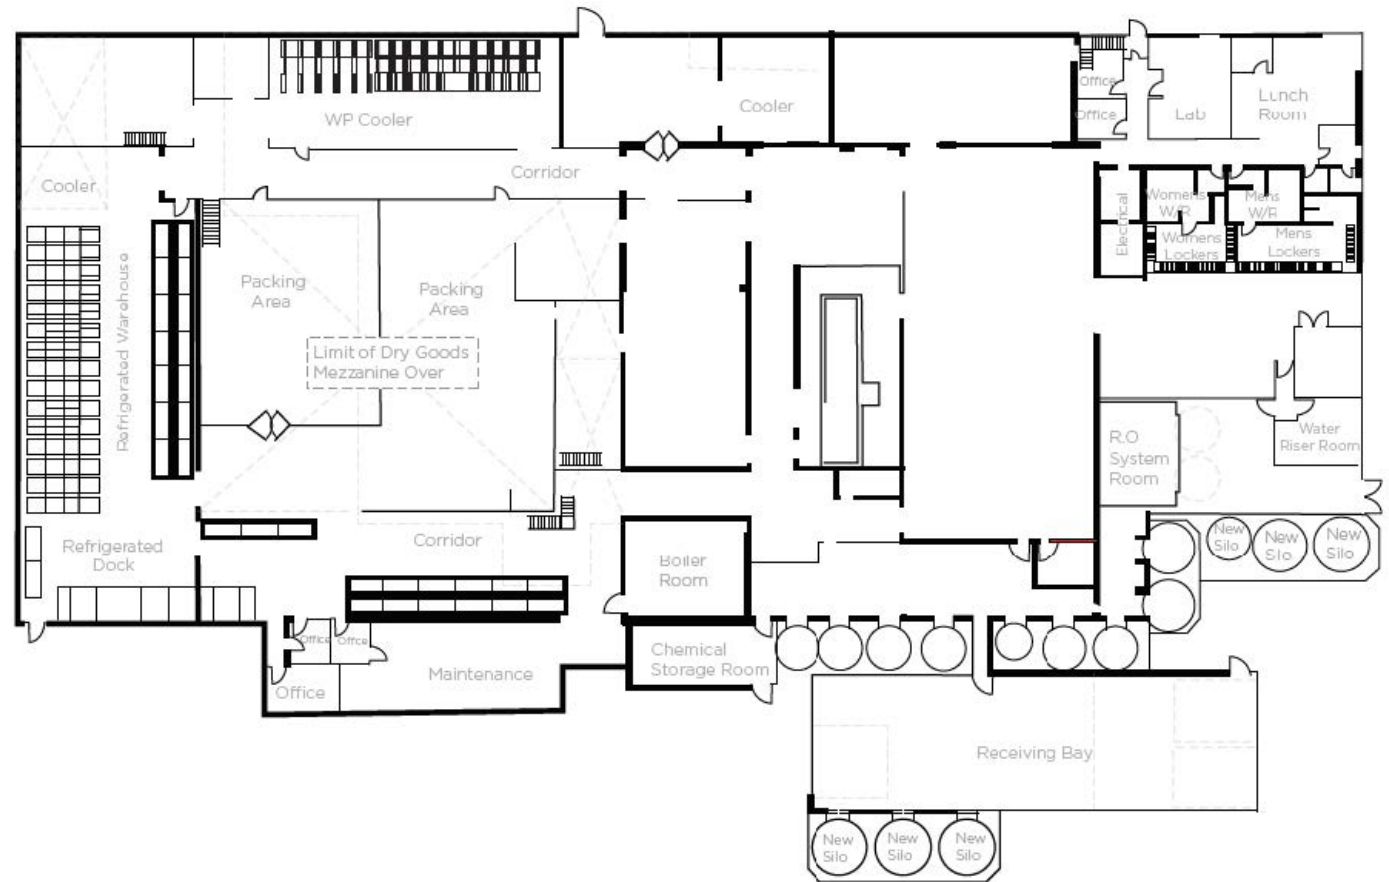 Office
Office
Lab
Lunch
Room
WP Cooler
Cooler
Corridor
Cooler
Electrical
Womens
W/R
Mens
W/R
Womens
Lockers
Mens
Lockers
Refrigerated Warehouse
Packing
Area
Packing
Area
Limit of Dry Goods
Mezzanine Over
R.O
System
Room
Water
Riser Room
Refrigerated
Dock
Corridor
Boiler
Room
New
Silo
New
Silo
New
Silo
Office
Office
Office
Maintenance
Chemical
Storage Room
Receiving Bay
New
Silo
New
Silo
New
Silo